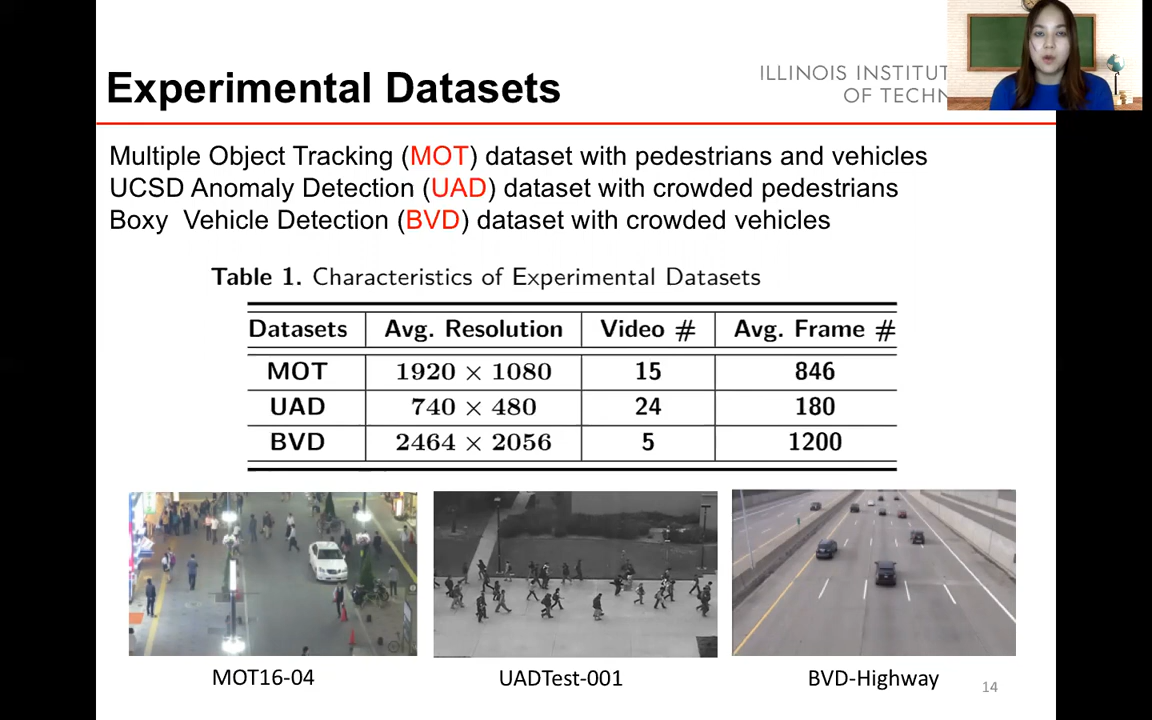 Experimental Datasets
ILLINOIS INSTITUT
OF TECHN
Multiple Object Tracking (MOT) dataset with pedestrians and vehicles
UCSD Anomaly Detection (UAD) dataset with crowded pedestrians
Boxy  Vehicle Detection (BVD) dataset with crowded vehicles
Table 1. Characteristics of Experimental Datasets
Datasets Avg. Resolution Video # Avg. Frame #
MOT 1920 × 1080 15 846
UAD 740 × 480 24 180
BVD 2464 × 2056 5 1200
MOT16-04 UADTest-001 BVD-Highway
14